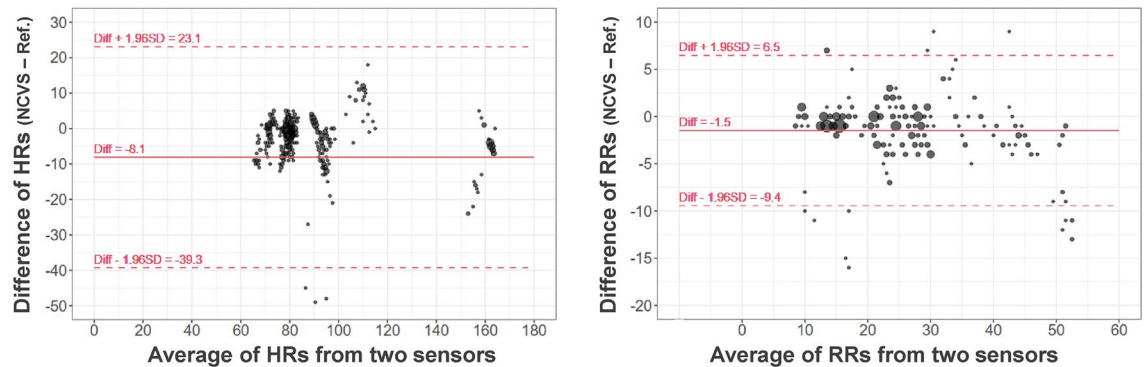 Difference of HRs (NCVS – Ref.)
30
20
10
0
-10
-20
-30
-40
-50
Diff + 1.96SD = 23.1
Diff = -8.1
Diff - 1.96SD = -39.3
0 20 40 60 80 100 120 140 160 180
Average of HRs from two sensors
Difference of RRs (NCVS – Ref.)
10
5
0
-5
-10
-15
-20
Diff + 1.96SD = 6.5
Diff = -1.5
Diff - 1.96SD = -9.4
0 10 20 30 40 50 60
Average of RRs from two sensors